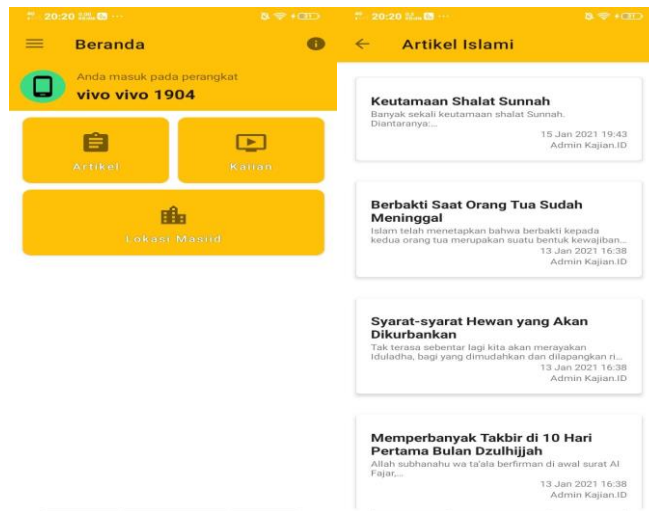 20:20
Beranda
Anda masuk pada perangkat
vivo vivo 1904
Artikel
Kajian
Lokasi Masjid
20:20
Artikel Islami
Keutamaan Shalat Sunnah
Banyak sekali keutamaan shalat Sunnah.
Diantaranya:...
15 Jan 2021 19:43
Admin Kajian.ID
Berbakti Saat Orang Tua Sudah
Meninggal
Islam telah menetapkan bahwa berbakti kepada
kedua orang tua merupakan suatu bentuk kewajiban...
13 Jan 2021 16:38
Admin Kajian.ID
Syarat-syarat Hewan yang Akan
Dikurbankan
Tak terasa sebentar lagi kita akan merayakan
Iduladha, bagi yang dimudahkan dan dilapangkan ri...
13 Jan 2021 16:38
Admin Kajian.ID
Memperbanyak Takbir di 10 Hari
Pertama Bulan Dzulhijjah
Allah subhanahu wa ta'ala berfirman di awal surat Al
Fajar,...
13 Jan 2021 16:38
Admin Kajian.ID